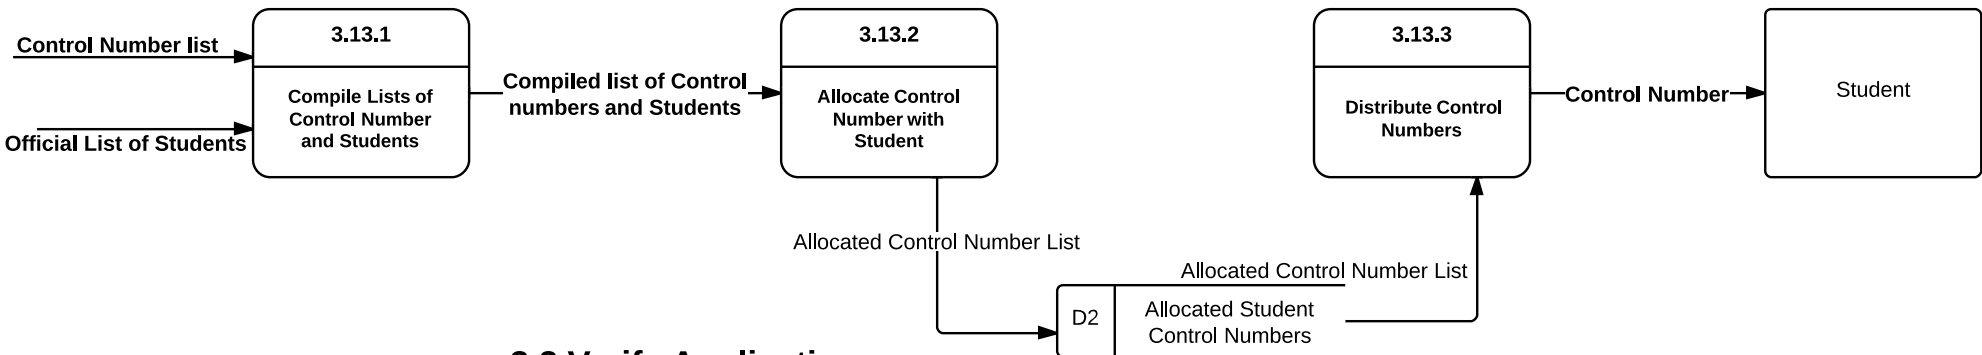 Control Number list
Official List of Students
3.13.1
Compile Lists of
Control Number
and Students
Compiled list of Control
numbers and Students
3.13.2
Allocate Control
Number with
Student
Allocated Control Number List
D2
Allocated Student
Control Numbers
Allocated Control Number List
3.13.3
Distribute Control
Numbers
Control Number
Student